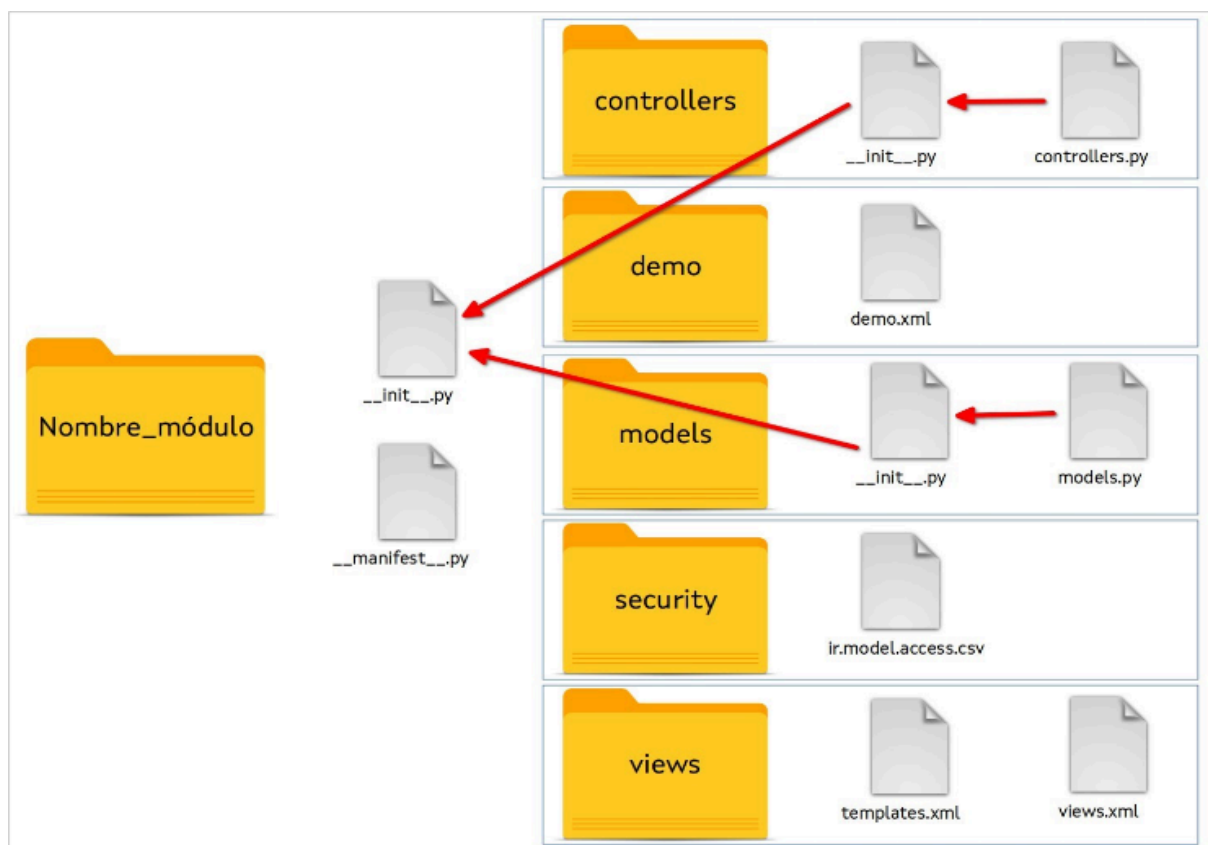 controllers
__init__.py
controllers.py
demo
demo.xml
__init__.py
Nombre_módulo
models
__init__.py
models.py
__manifest__.py
security
ir.model.access.csv
views
templates.xml
views.xml